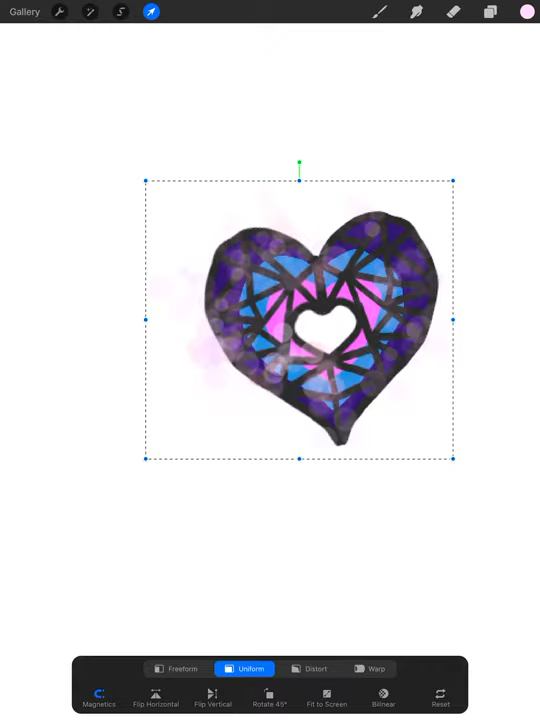 Gallery
Freeform Uniform Distort Warp
Magnetics Flip Horizontal Flip Vertical Rotate 45° Fit to Screen Bilinear Reset